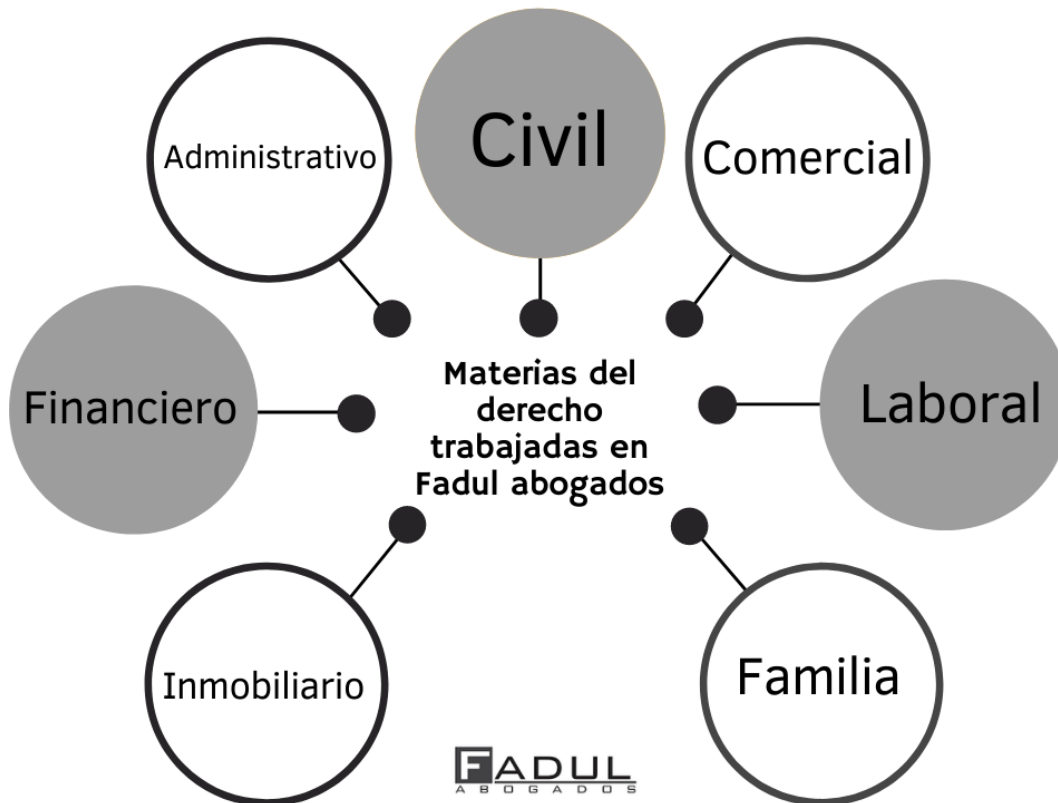 Civil
Administrativo
Comercial
Financiero
Laboral
Materias del
derecho
trabajadas en
Fadul abogados
Inmobiliario
Familia
FADUL
ABOGADOS